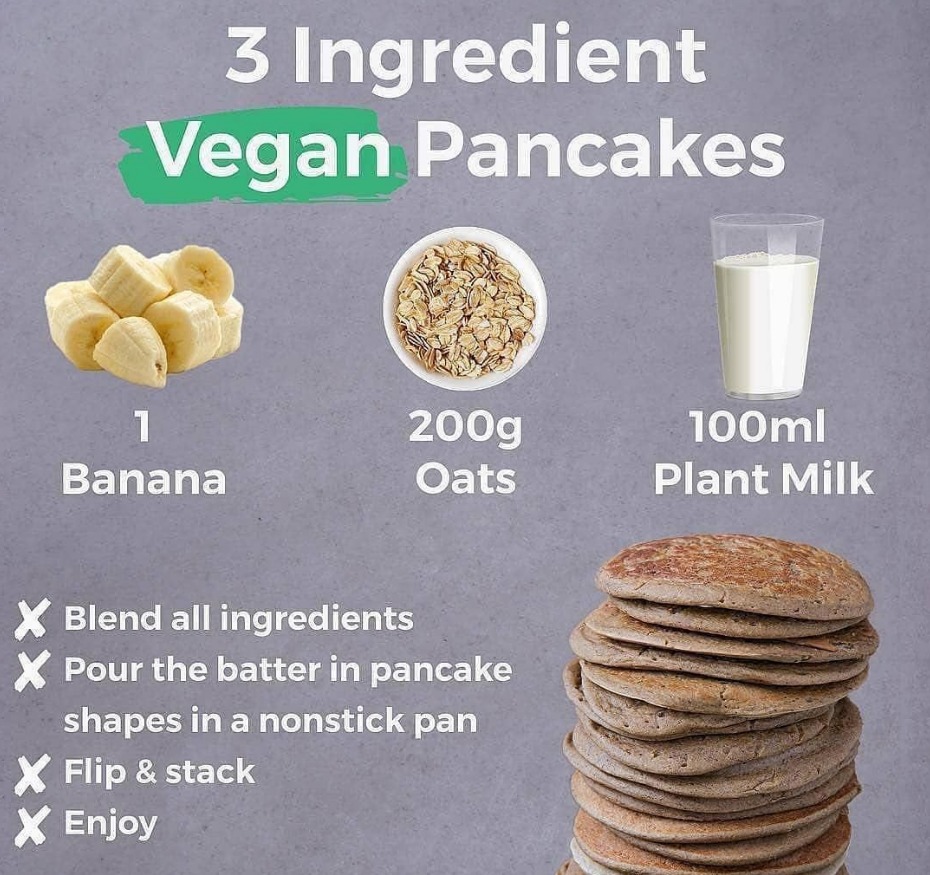 3 Ingredient
Vegan Pancakes
1
Banana
200g
Oats
100ml
Plant Milk
Blend all ingredients
Pour the batter in pancake
shapes in a nonstick pan
Flip & stack
Enjoy